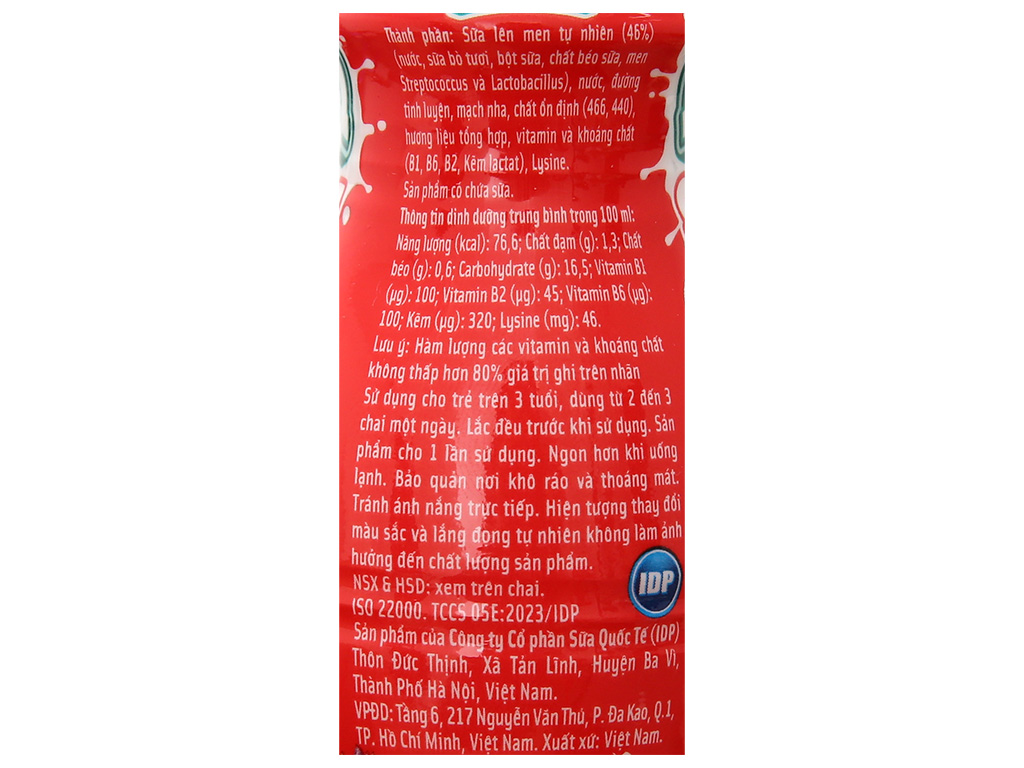 Thành phần: Sữa lên men tự nhiên (46%)
(nước, sữa bò tươi, bột sữa, chất béo sữa, men
Streptococcus và Lactobacillus), nước, đường
tinh luyện, mạch nha, chất ổn định (466, 440),
hương liệu tổng hợp, vitamin và khoáng chất
(B1, B6, B2, Kẽm lactat), Lysine.
Sản phẩm có chứa sữa.
Thông tin dinh dưỡng trung bình trong 100 ml:
Năng lượng (kcal): 76,6; Chất đạm (g): 1,3; Chất
béo (g): 0,6; Carbohydrate (g): 16,5; Vitamin B1
(µg): 100; Vitamin B2 (µg): 45; Vitamin B6 (µg):
100; Kẽm (µg): 320; Lysine (mg): 46.
Lưu ý: Hàm lượng các vitamin và khoáng chất
không thấp hơn 80% giá trị ghi trên nhãn
Sử dụng cho trẻ trên 3 tuổi, dùng từ 2 đến 3
chai một ngày. Lắc đều trước khi sử dụng. Sản
phẩm cho 1 lần sử dụng. Ngon hơn khi uống
lạnh. Bảo quản nơi khô ráo và thoáng mát.
Tránh ánh nắng trực tiếp. Hiện tượng thay đổi
màu sắc và lắng đọng tự nhiên không làm ảnh
hưởng đến chất lượng sản phẩm.
IDP
NSX & HSD: xem trên chai.
ISO 22000. TCCS 05E:2023/IDP
Sản phẩm của Công ty Cổ phần Sữa Quốc Tế (IDP)
Thôn Đức Thịnh, Xã Tản Lĩnh, Huyện Ba Vì,
Thành Phố Hà Nội, Việt Nam.
VPĐD: Tầng 6, 217 Nguyễn Văn Thủ, P. Đa Kao, Q.1,
TP. Hồ Chí Minh, Việt Nam. Xuất xứ: Việt Nam.